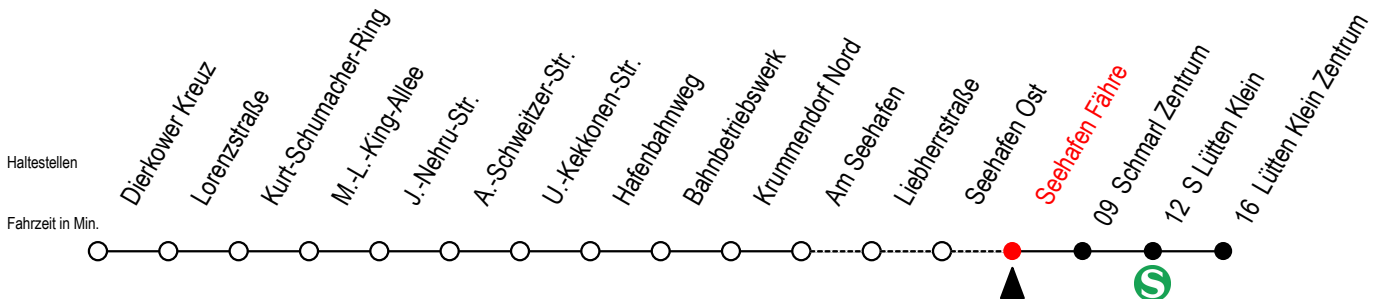 Haltestellen
Fahrzeit in Min.
Dierkower Kreuz
Lorenzstraße
Kurt-Schumacher-Ring
M.-L.-King-Allee
J.-Nehru-Str.
A.-Schweitzer-Str.
U.-Kekkonen-Str.
Hafenbahnweg
Bahnbetriebswerk
Krummendorf Nord
Am Seehafen
Liebherrstraße
Seehafen Ost
Seehafen Fähre
09 Schmarl Zentrum
12 S Lütten Klein
16 Lütten Klein Zentrum
S